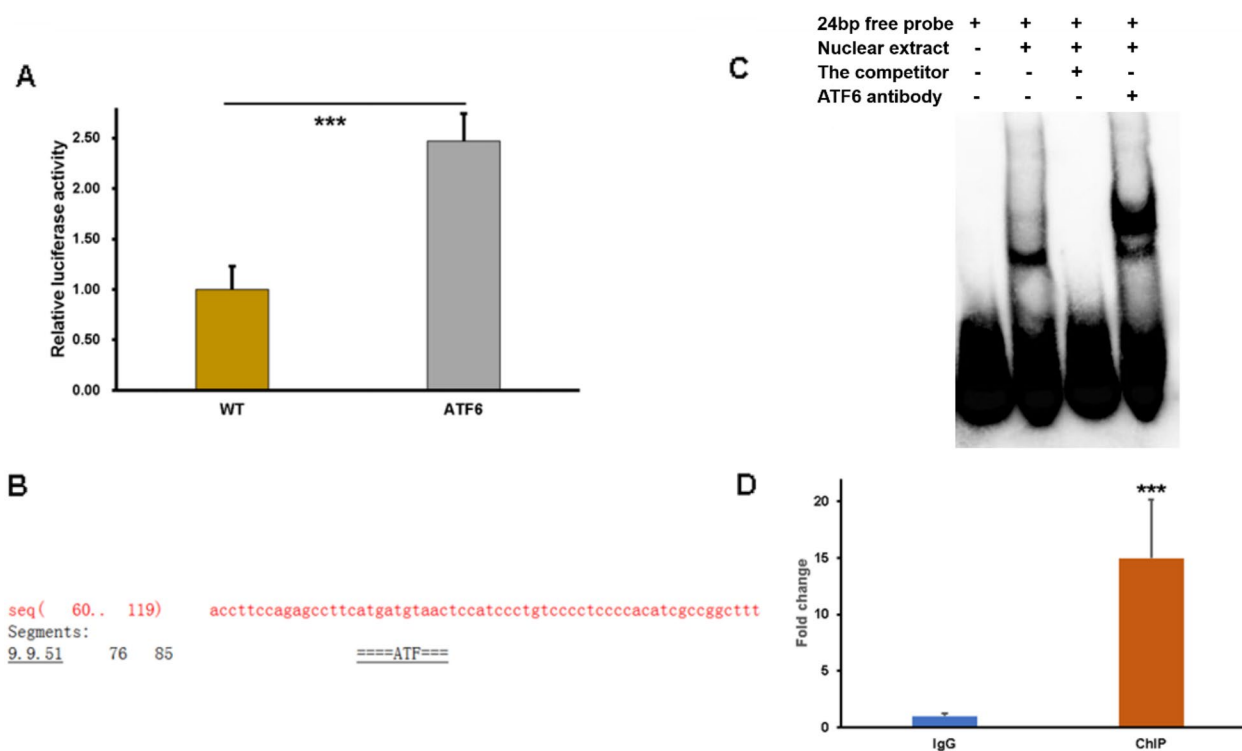 A
Relative luciferase activity
2.50
2.00
1.50
1.00
0.50
0.00
***
WT ATF6
B
seq( 60.. 119) accttccagagccttcatgatgtaactccatccctgtcccctccccacatcgccggcttt
Segments:
9.9.51 76 85 ====ATF===
C
24bp free probe + + + +
Nuclear extract - + + +
The competitor - - + -
ATF6 antibody - - - +
D
Fold change
20
15
10
5
0
***
IgG ChIP